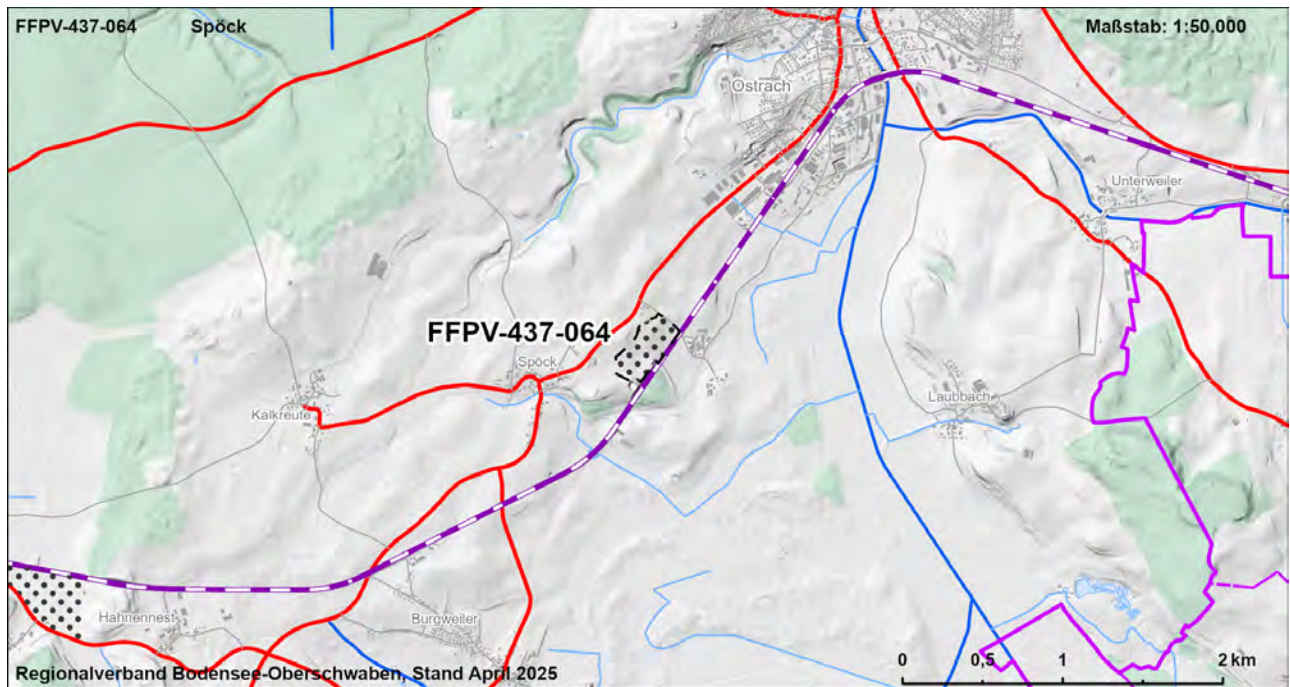 FFPV-437-064 Spöck
Maßstab: 1:50.000
Ostrach
Unterweiler
FFPV-437-064
Spöck
Kalkreute
Laubbach
Hahnennest
Burgweiler
Regionalverband Bodensee-Oberschwaben, Stand April 2025
0 0,5 1 2 km